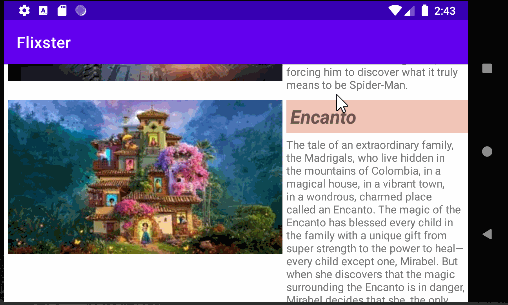 2:43
Flixster
forcing him to discover what it truly
means to be Spider-Man.
Encanto
The tale of an extraordinary family,
the Madrigals, who live hidden in
the mountains of Colombia, in a
magical house, in a vibrant town,
in a wondrous, charmed place
called an Encanto. The magic of the
Encanto has blessed every child in
the family with a unique gift from
super strength to the power to heal—
every child except one, Mirabel. But
when she discovers that the magic
surrounding the Encanto is in danger,
Mirabel decides that she, the only